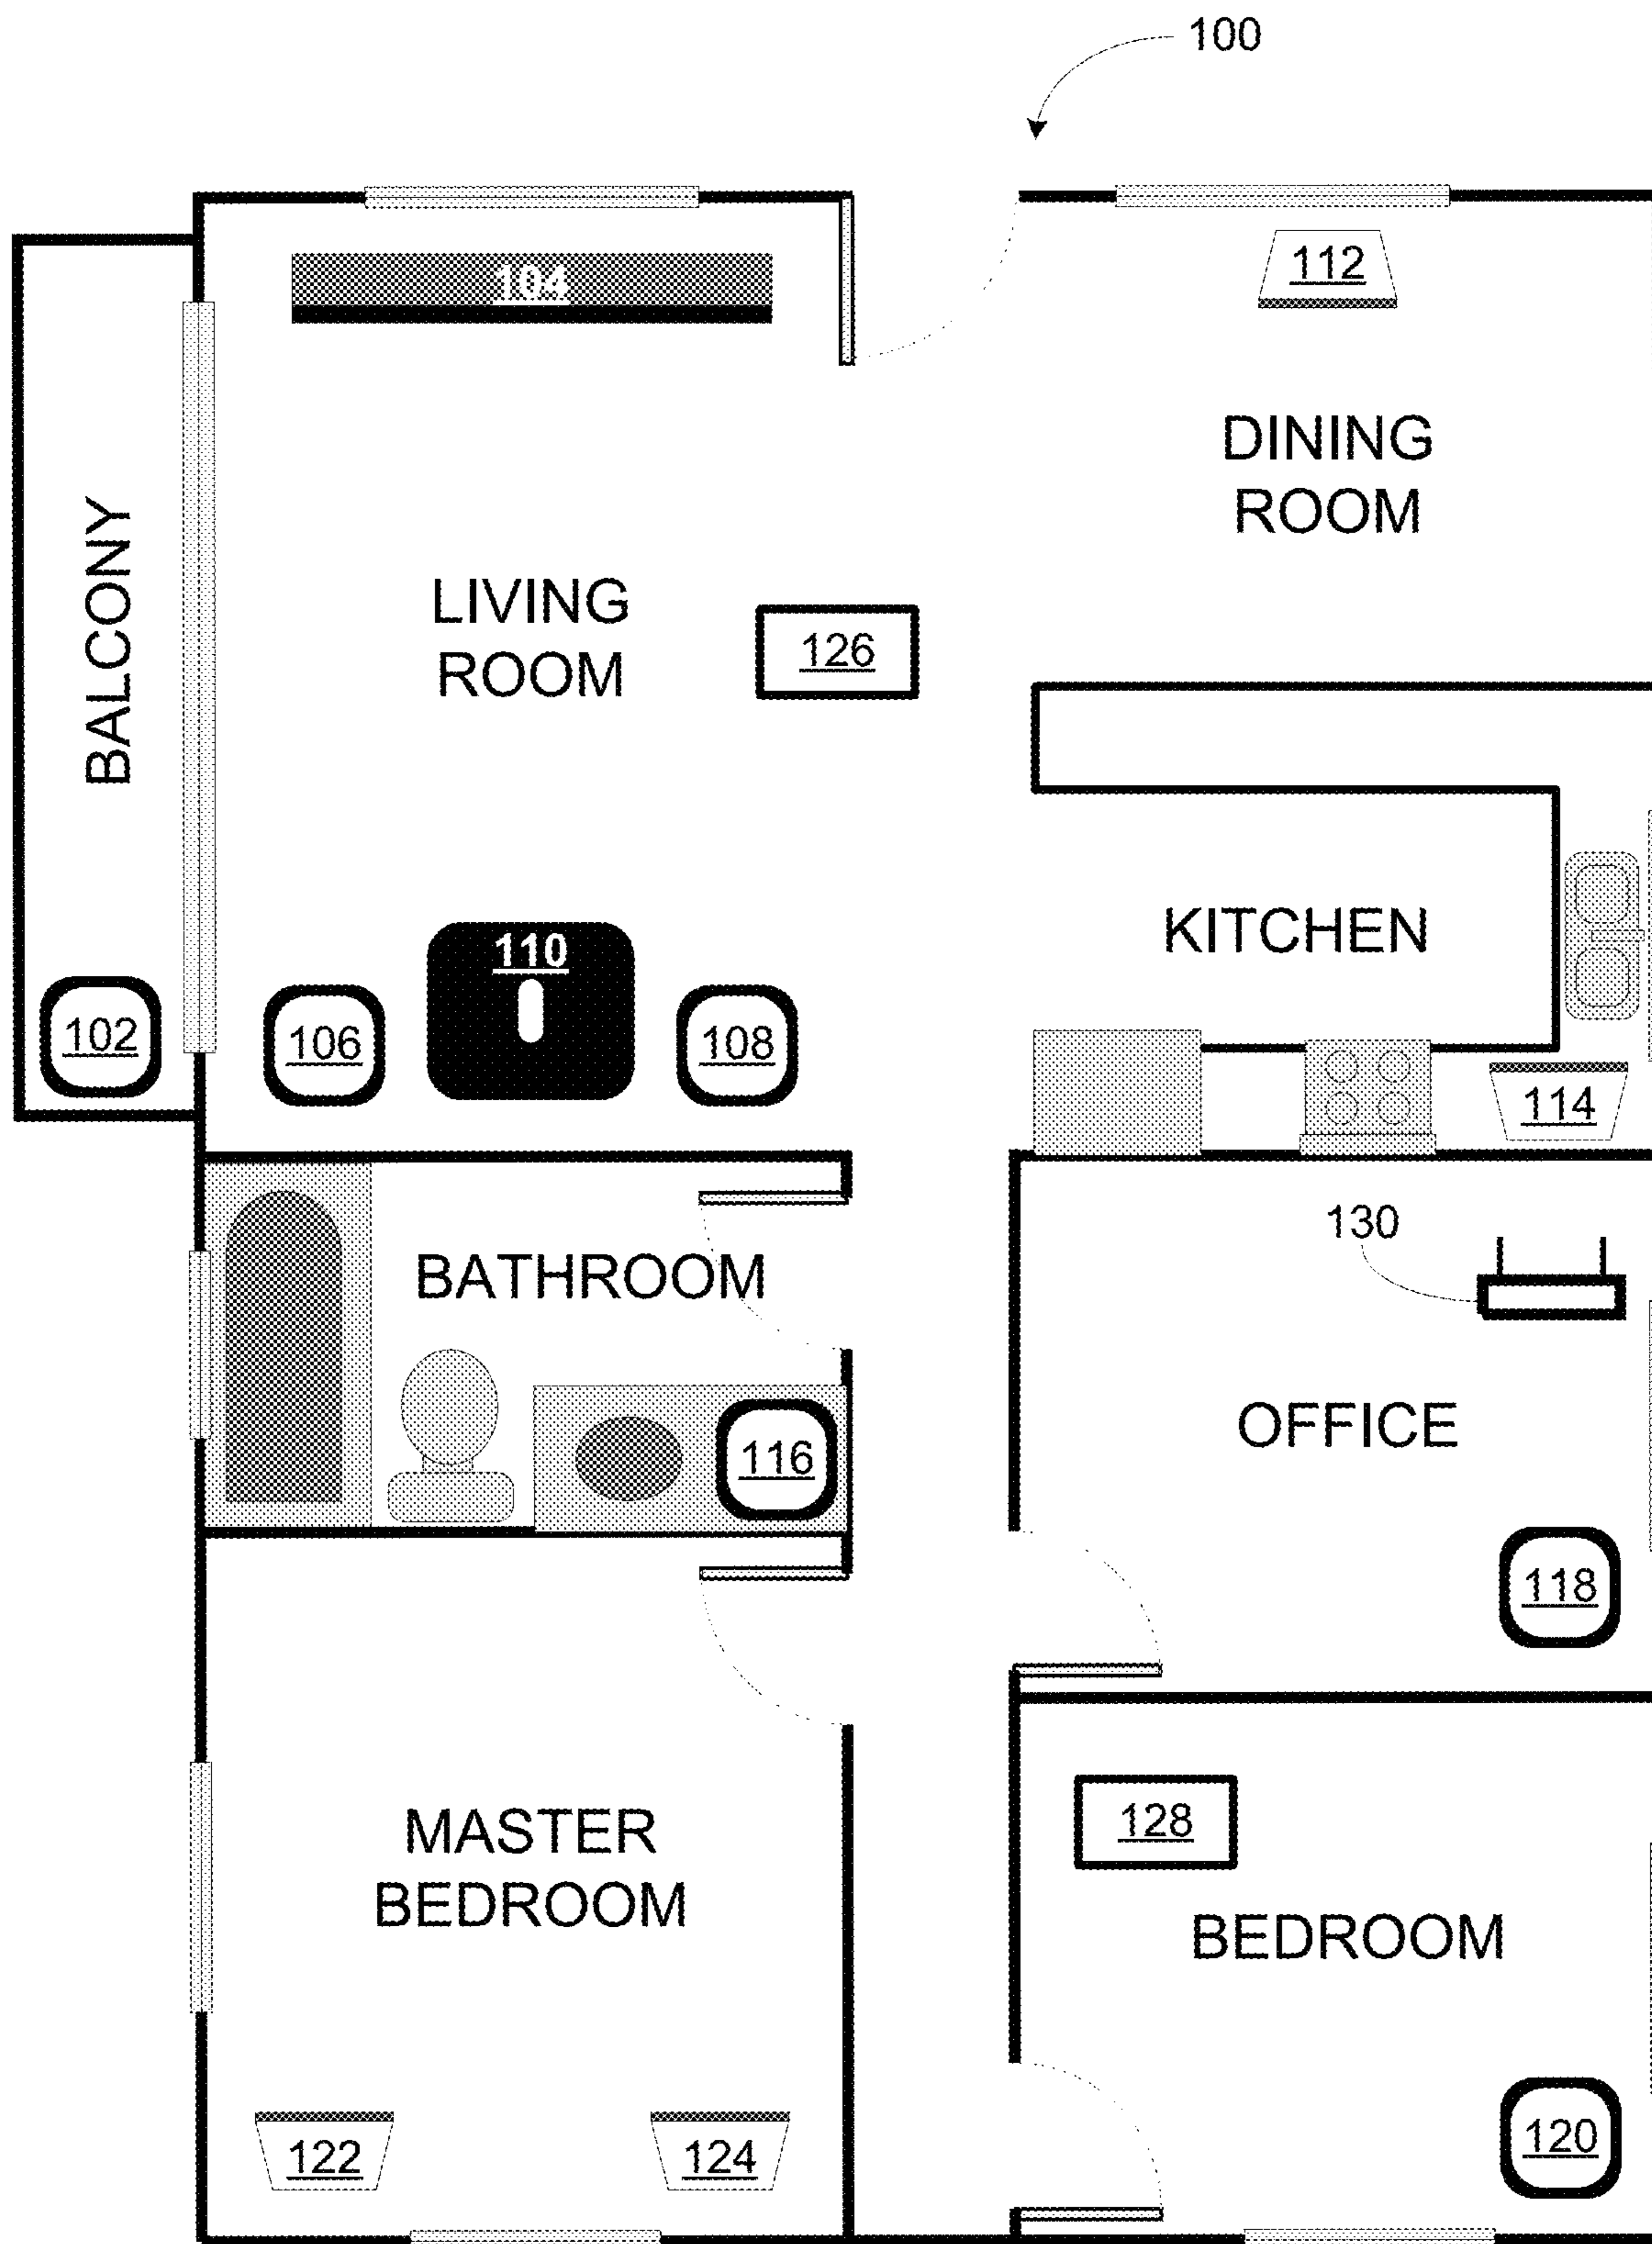 100
104
112
DINING
ROOM
BALCONY
LIVING
ROOM
126
KITCHEN
110
102
106
108
114
BATHROOM
130
OFFICE
116
118
MASTER
BEDROOM
128
BEDROOM
122
124
120